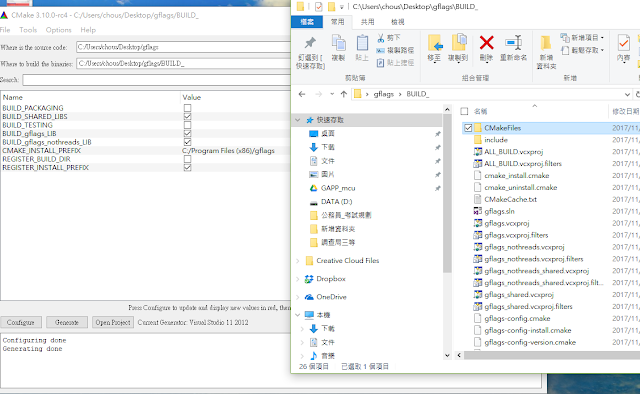 CMake 3.10.0-rc4 - C:/Users/chous/Desktop/gflags/BUILD_
File Tools Options Help
Where is the source code: C:/Users/chous/Desktop/gflags
Where to build the binaries: C:/Users/chous/Desktop/gflags/BUILD_
Search:
Name Value
BUILD_PACKAGING
BUILD_SHARED_LIBS
BUILD_TESTING
BUILD_gflags_LIB
BUILD_gflags_nothreads_LIB
CMAKE_INSTALL_PREFIX C:/Program Files (x86)/gflags
REGISTER_BUILD_DIR
REGISTER_INSTALL_PREFIX
Press Configure to update and display new values in red, then
Configure Generate Open Project Current Generator: Visual Studio 11 2012
Configuring done
Generating done
C:\Users\chous\Desktop\gflags\BUILD_
檔案 常用 共用 檢視
釘選到 [快速存取]
複製
貼上
剪下
複製路徑
貼上捷徑
剪貼簿
移至
複製到
刪除
重新命名
組合管理
新增資料夾
新增項目
輕鬆存取
新增
內容
gflags > BUILD_
快速存取
桌面
下載
文件
圖片
GAPP_mcu
DATA (D:)
公務員_考試規劃
新增資料夾
調查局三等
Creative Cloud Files
Dropbox
OneDrive
本機
下載
文件
音樂
名稱 修改日期
CMakeFiles 2017/11/
include 2017/11/
ALL_BUILD.vcxproj 2017/11/
ALL_BUILD.vcxproj.filters 2017/11/
cmake_install.cmake 2017/11/
cmake_uninstall.cmake 2017/11/
CMakeCache.txt 2017/11/
gflags.sln 2017/11/
gflags.vcxproj 2017/11/
gflags.vcxproj.filters 2017/11/
gflags_nothreads.vcxproj 2017/11/
gflags_nothreads.vcxproj.filters 2017/11/
gflags_nothreads_shared.vcxproj 2017/11/
gflags_nothreads_shared.vcxproj.filt... 2017/11/
gflags_shared.vcxproj 2017/11/
gflags_shared.vcxproj.filters 2017/11/
gflags-config.cmake 2017/11/
gflags-config-install.cmake 2017/11/
gflags-config-version.cmake 2017/11/
26 個項目 已選取 1 個項目